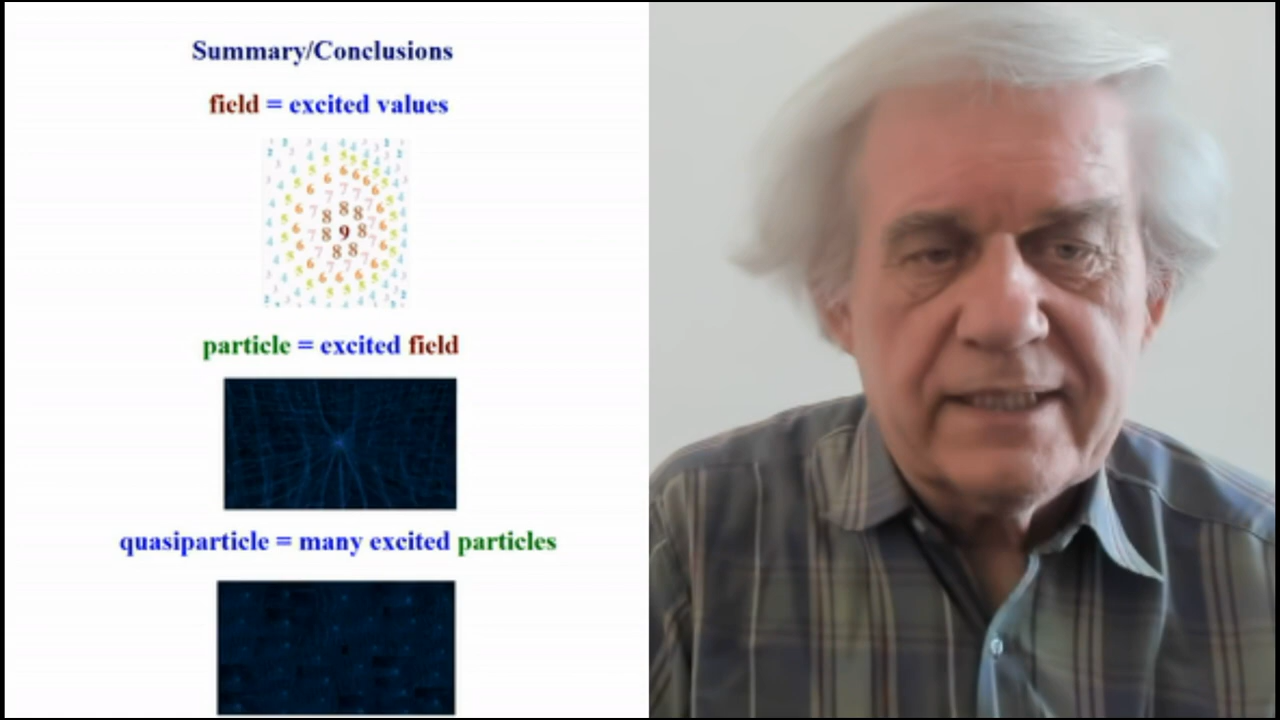 Summary/Conclusions
field = excited values
particle = excited field
quasiparticle = many excited particles